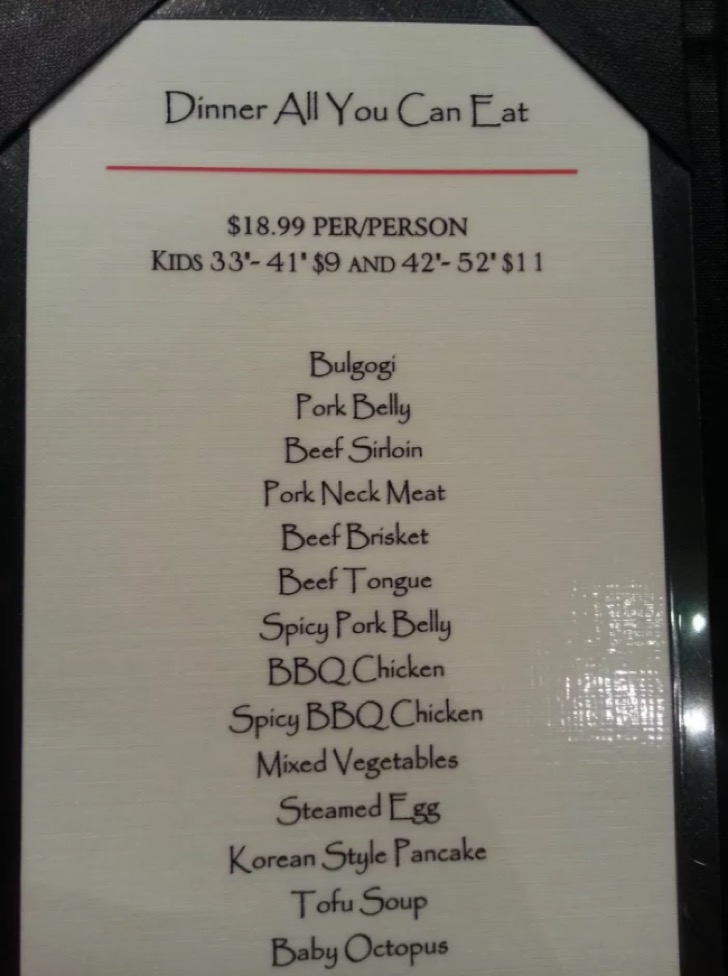 Dinner All You Can Eat
$18.99 PER/PERSON
KIDS 33'- 41' $9 AND 42'- 52' $11
Bulgogi
Pork Belly
Beef Sirloin
Pork Neck Meat
Beef Brisket
Beef Tongue
Spicy Pork Belly
BBQ Chicken
Spicy BBQ Chicken
Mixed Vegetables
Steamed Egg
Korean Style Pancake
Tofu Soup
Baby Octopus